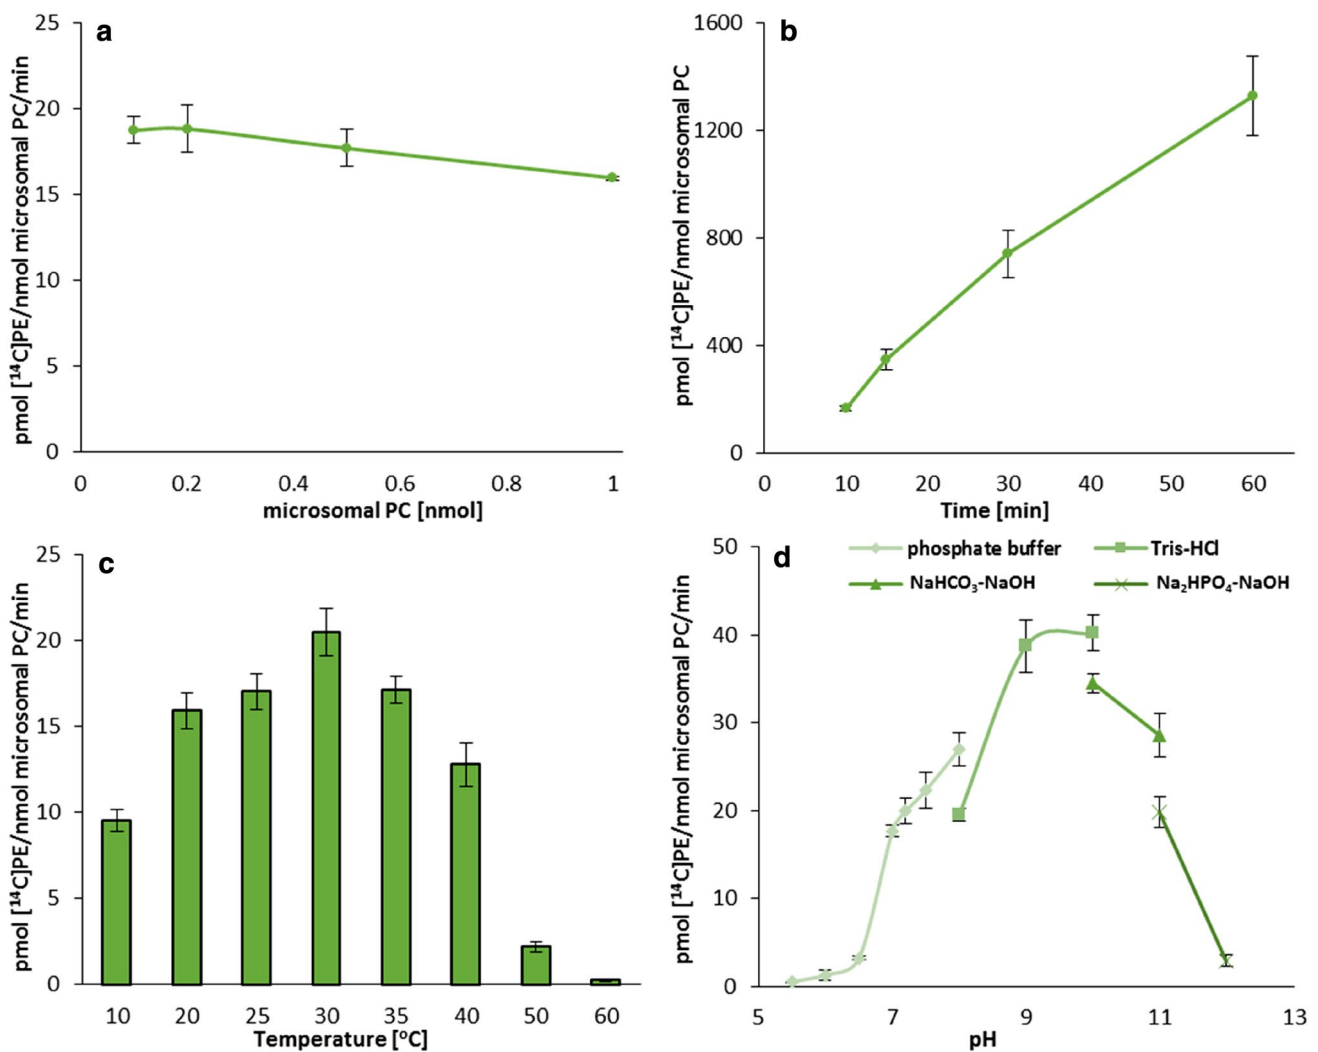 a
pmol [¹⁴C]PE/nmol microsomal PC/min
25
20
15
10
5
0
0 0.2 0.4 0.6 0.8 1
microsomal PC [nmol]
b
pmol [¹⁴C]PE/nmol microsomal PC
1600
1200
800
400
0
0 10 20 30 40 50 60
Time [min]
c
pmol [¹⁴C]PE/nmol microsomal PC/min
25
20
15
10
5
0
10 20 25 30 35 40 50 60
Temperature [°C]
d
phosphate buffer Tris-HCl
NaHCO₃-NaOH Na₂HPO₄-NaOH
pmol [¹⁴C]PE/nmol microsomal PC/min
50
40
30
20
10
0
5 7 9 11 13
pH